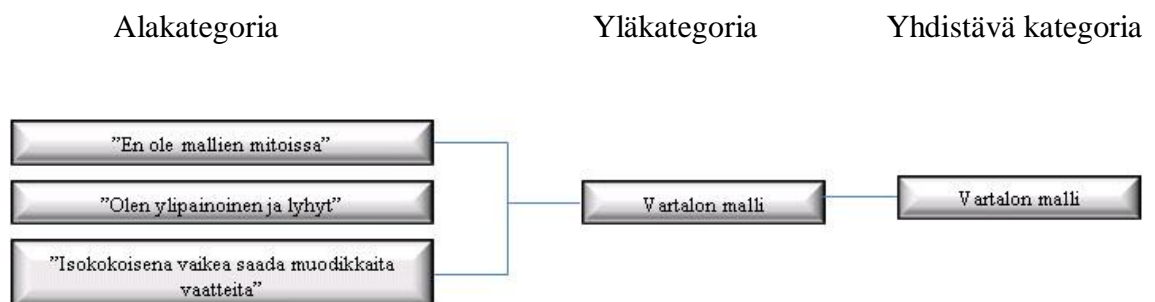 Alakategoria Yläkategoria Yhdistävä kategoria
”En ole mallien mitoissa”
”Olen ylipainoinen ja lyhyt”
Vartalon malli Vartalon malli
”Isokokoisena vaikea saada muodikkaita
vaatteita”